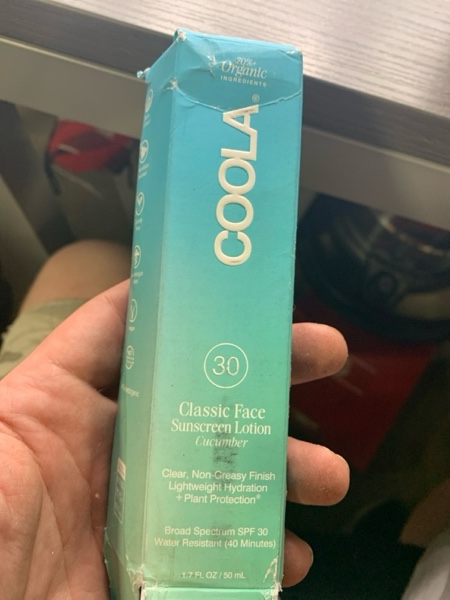 70%+
Organic
INGREDIENTS
COOLA®
30
Classic Face
Sunscreen Lotion
Cucumber
Clear, Non-Greasy Finish
Lightweight Hydration
+ Plant Protection®
Broad Spectrum SPF 30
Water Resistant (40 Minutes)
1.7 FL OZ / 50 mL